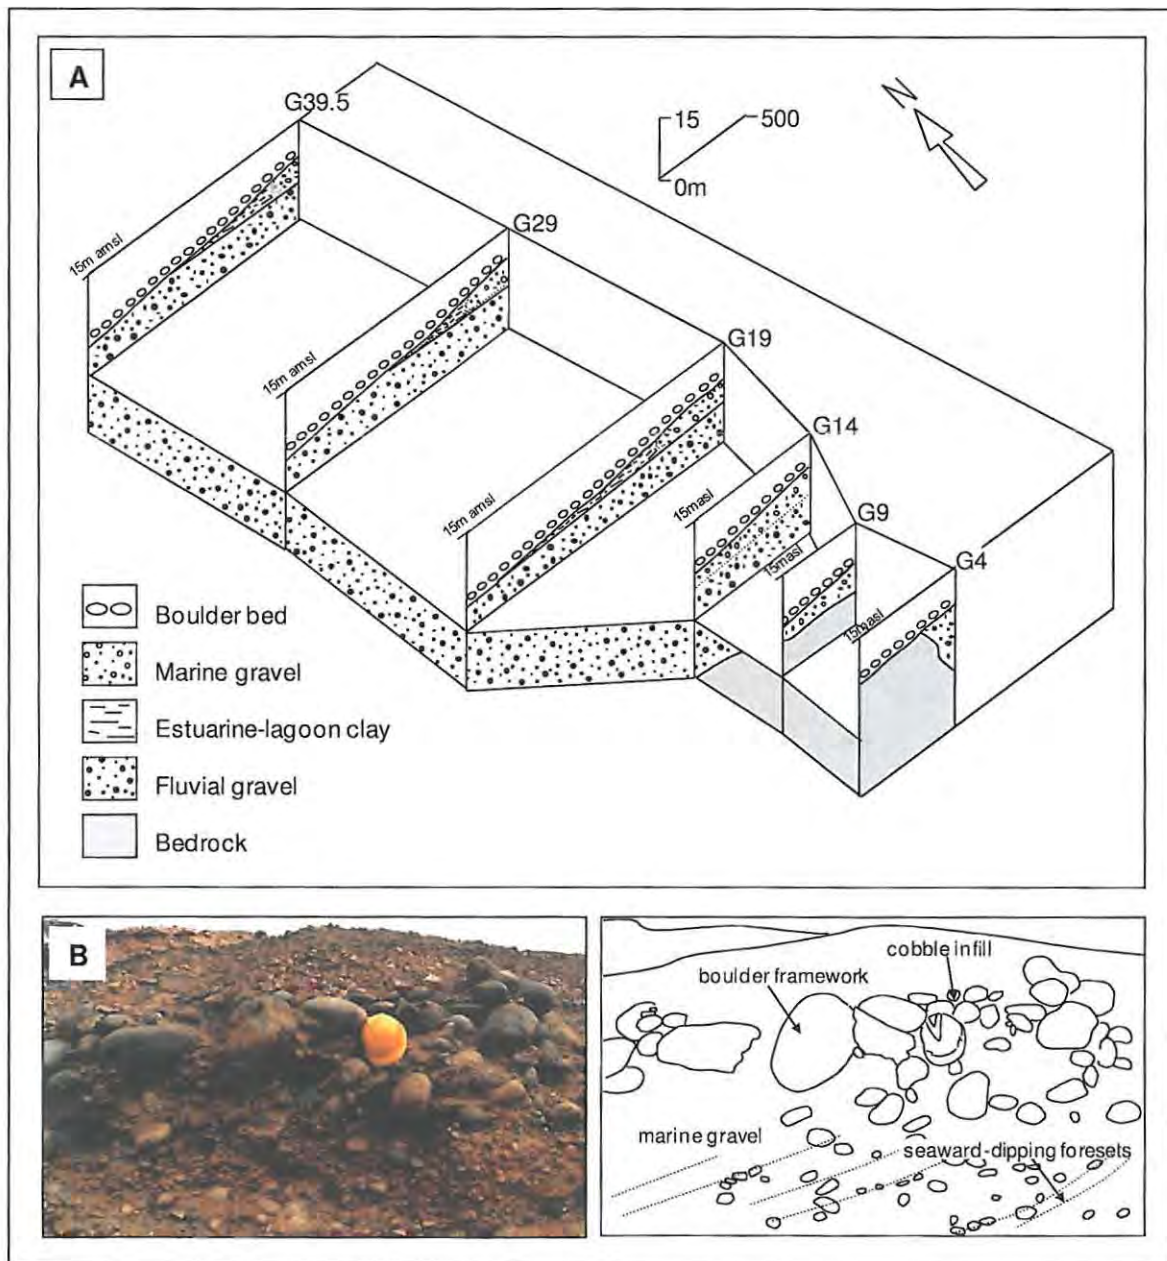 A
G39.5
15
500
0m
N
G29
G19
G14
G9
G4
15m amsl
15m amsl
15m amsl
15masl
15masl
15masl
Boulder bed
Marine gravel
Estuarine-lagoon clay
Fluvial gravel
Bedrock
B
cobble infill
boulder framework
marine gravel
seaward-dipping foresets